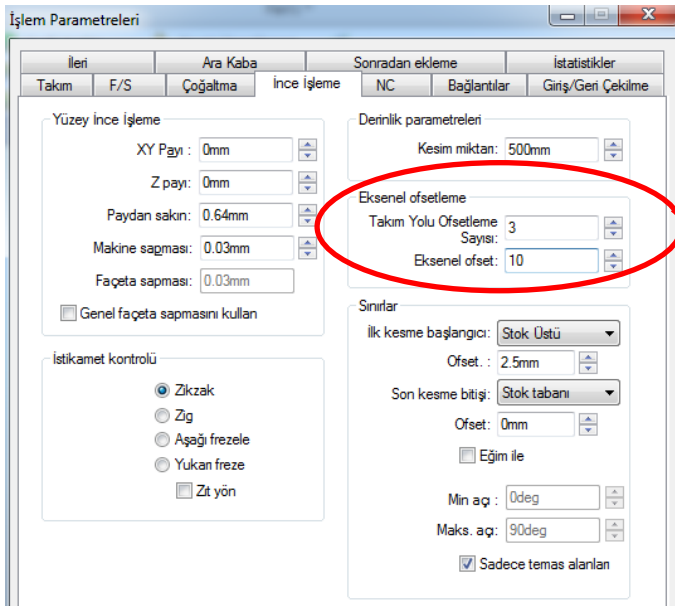 İşlem Parametreleri
İleri Ara Kaba Sonradan ekleme İstatistikler
Takım F/S Çoğaltma İnce İşleme NC Bağlantılar Giriş/Geri Çekilme
Yüzey İnce İşleme
XY Payı : 0mm
Z payı: 0mm
Paydan sakın: 0.64mm
Makine sapması: 0.03mm
Façeta sapması: 0.03mm
Genel façeta sapmasını kullan
İstikamet kontrolü
Zikzak
Zig
Aşağı frezele
Yukarı freze
Zıt yön
Derinlik parametreleri
Kesim miktarı: 500mm
Eksenel ofsetleme
Takım Yolu Ofsetleme
Sayısı: 3
Eksenel ofset: 10
Sınırlar
İlk kesme başlangıcı: Stok Üstü
Ofset. : 2.5mm
Son kesme bitişi: Stok tabanı
Ofset: 0mm
Eğim ile
Min açı : 0deg
Maks. açı: 90deg
Sadece temas alanları